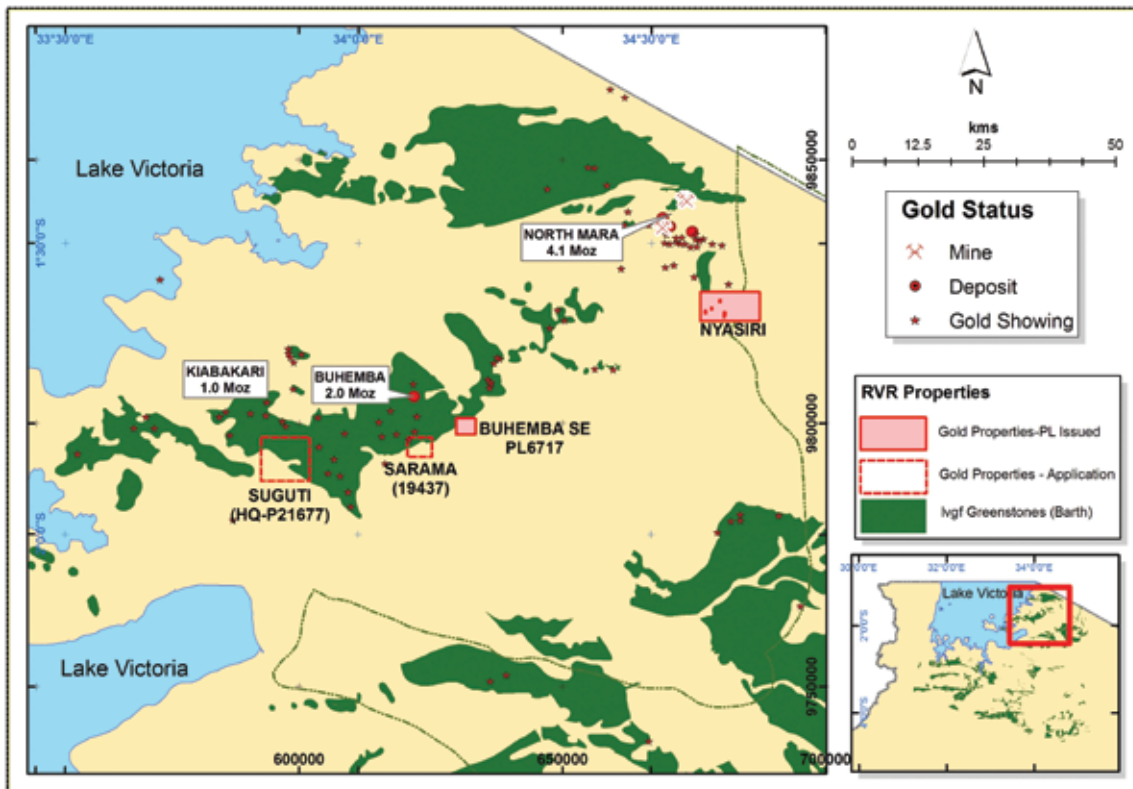 33°30'0"E
34°0'0"E
34°30'0"E
N
kms
0 12.5 25 50
Lake Victoria
9850000
1°30'0"S
NORTH MARA
4.1 Moz
Gold Status
Mine
Deposit
Gold Showing
NYASIRI
KIABAKARI
1.0 Moz
BUHEMBA
2.0 Moz
RVR Properties
Gold Properties-PL Issued
Gold Properties - Application
lvgf Greenstones (Barth)
9800000
BUHEMBA SE
PL6717
SARAMA
(19437)
SUGUTI
(HQ-P21677)
32°0'0"E
34°0'0"E
Lake Victoria
2°0'0"S
Lake Victoria
9750000
600000
650000
700000